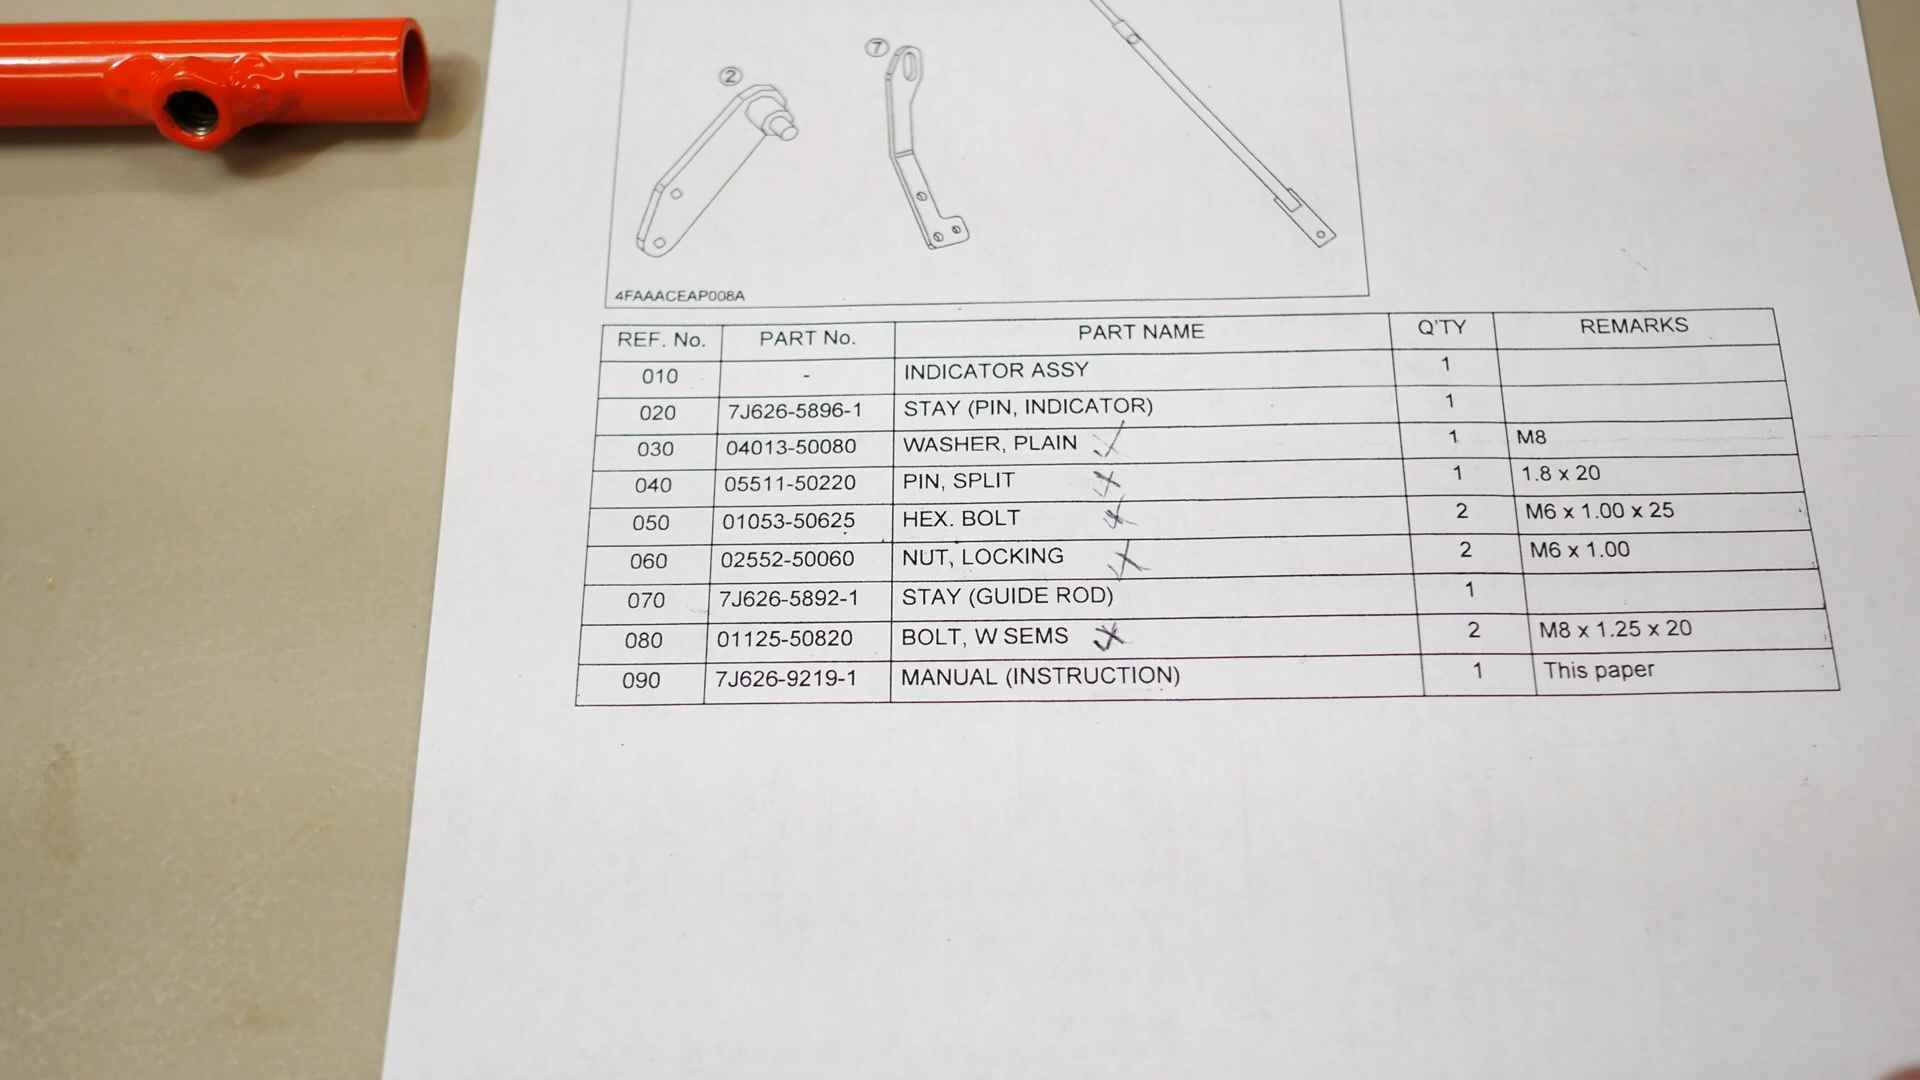 7
2
4FAAACEAP008A
REF. No. PART No. PART NAME Q'TY REMARKS
010 - INDICATOR ASSY 1
020 7J626-5896-1 STAY (PIN, INDICATOR) 1
030 04013-50080 WASHER, PLAIN 1 M8
040 05511-50220 PIN, SPLIT 1 1.8 x 20
050 01053-50625 HEX. BOLT 2 M6 x 1.00 x 25
060 02552-50060 NUT, LOCKING 2 M6 x 1.00
070 7J626-5892-1 STAY (GUIDE ROD) 1
080 01125-50820 BOLT, W SEMS 2 M8 x 1.25 x 20
090 7J626-9219-1 MANUAL (INSTRUCTION) 1 This paper